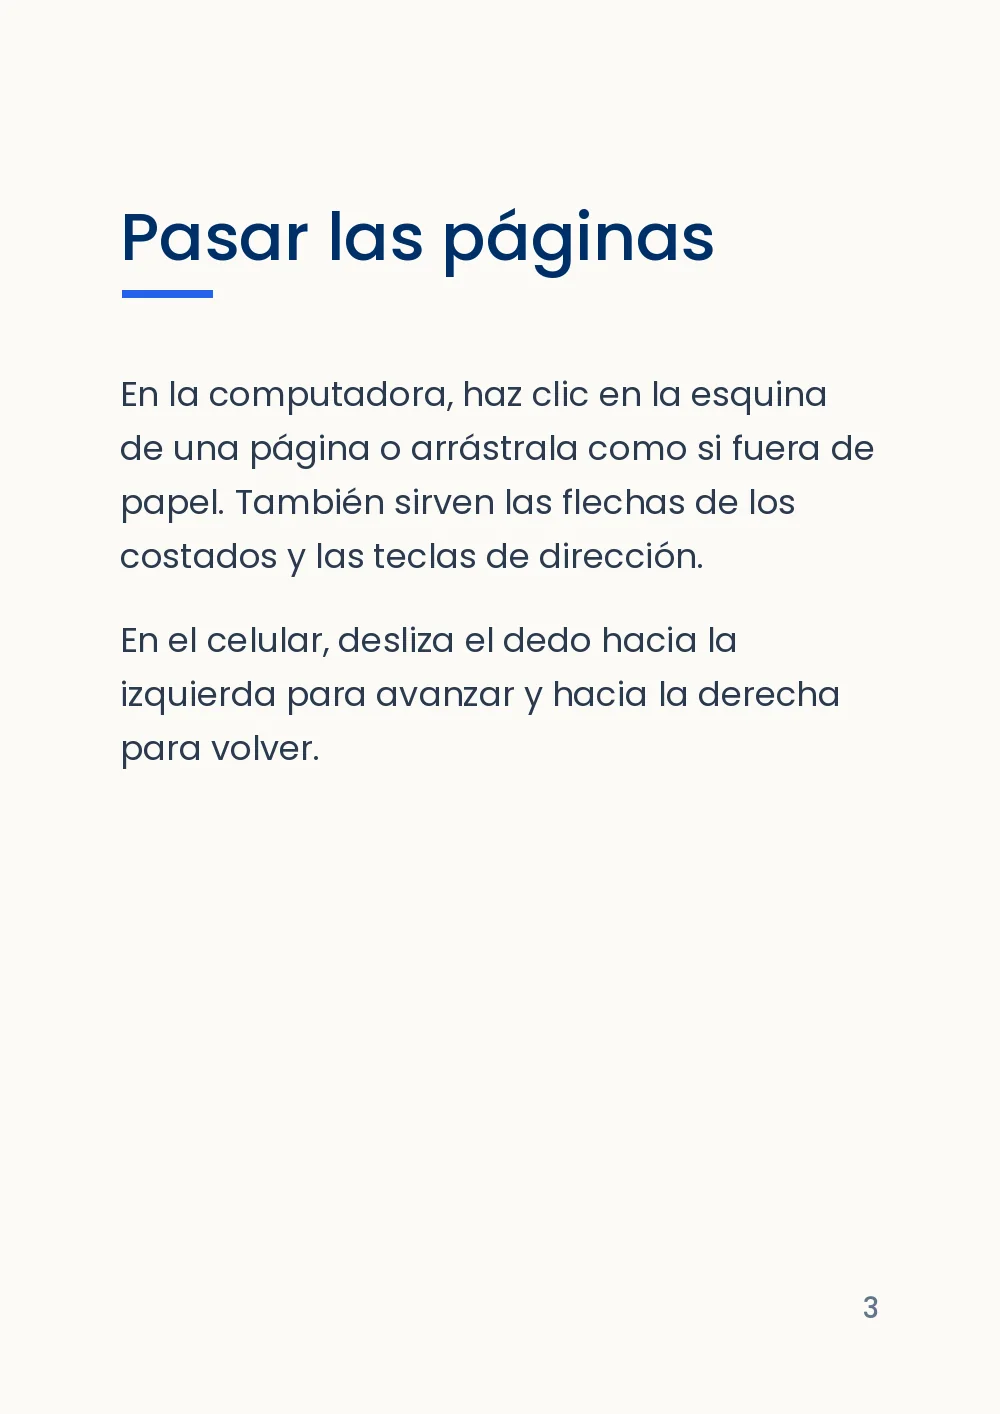 Pasar las páginas
En la computadora, haz clic en la esquina
de una página o arrástrala como si fuera de
papel. También sirven las flechas de los
costados y las teclas de dirección.
En el celular, desliza el dedo hacia la
izquierda para avanzar y hacia la derecha
para volver.
3